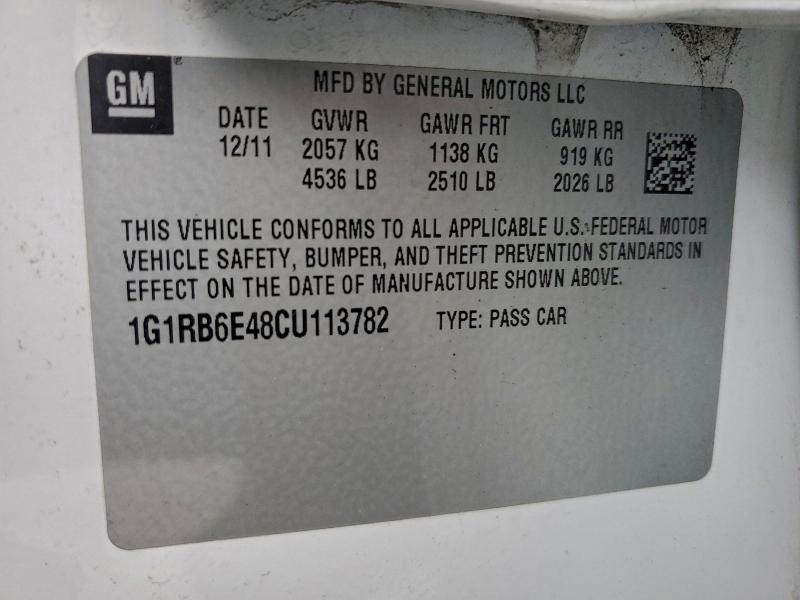 GM
MFD BY GENERAL MOTORS LLC
DATE GVWR GAWR FRT GAWR RR
12/11 2057 KG 1138 KG 919 KG
4536 LB 2510 LB 2026 LB
THIS VEHICLE CONFORMS TO ALL APPLICABLE U.S. FEDERAL MOTOR
VEHICLE SAFETY, BUMPER, AND THEFT PREVENTION STANDARDS IN
EFFECT ON THE DATE OF MANUFACTURE SHOWN ABOVE.
1G1RB6E48CU113782 TYPE: PASS CAR